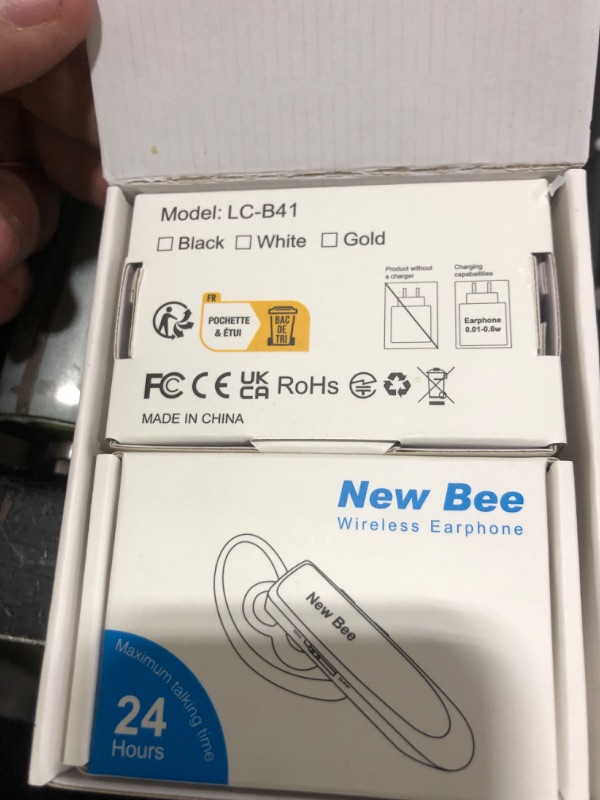 Model: LC-B41
Black White Gold
Product without
a charger
Charging
capabailities
Earphone
0.01-0.6w
FR
POCHETTE
& ÉTUI
BAC
DE
TRI
FC CE UK
CA RoHs
MADE IN CHINA
New Bee
Wireless Earphone
New Bee
Maximum talking time
24
Hours